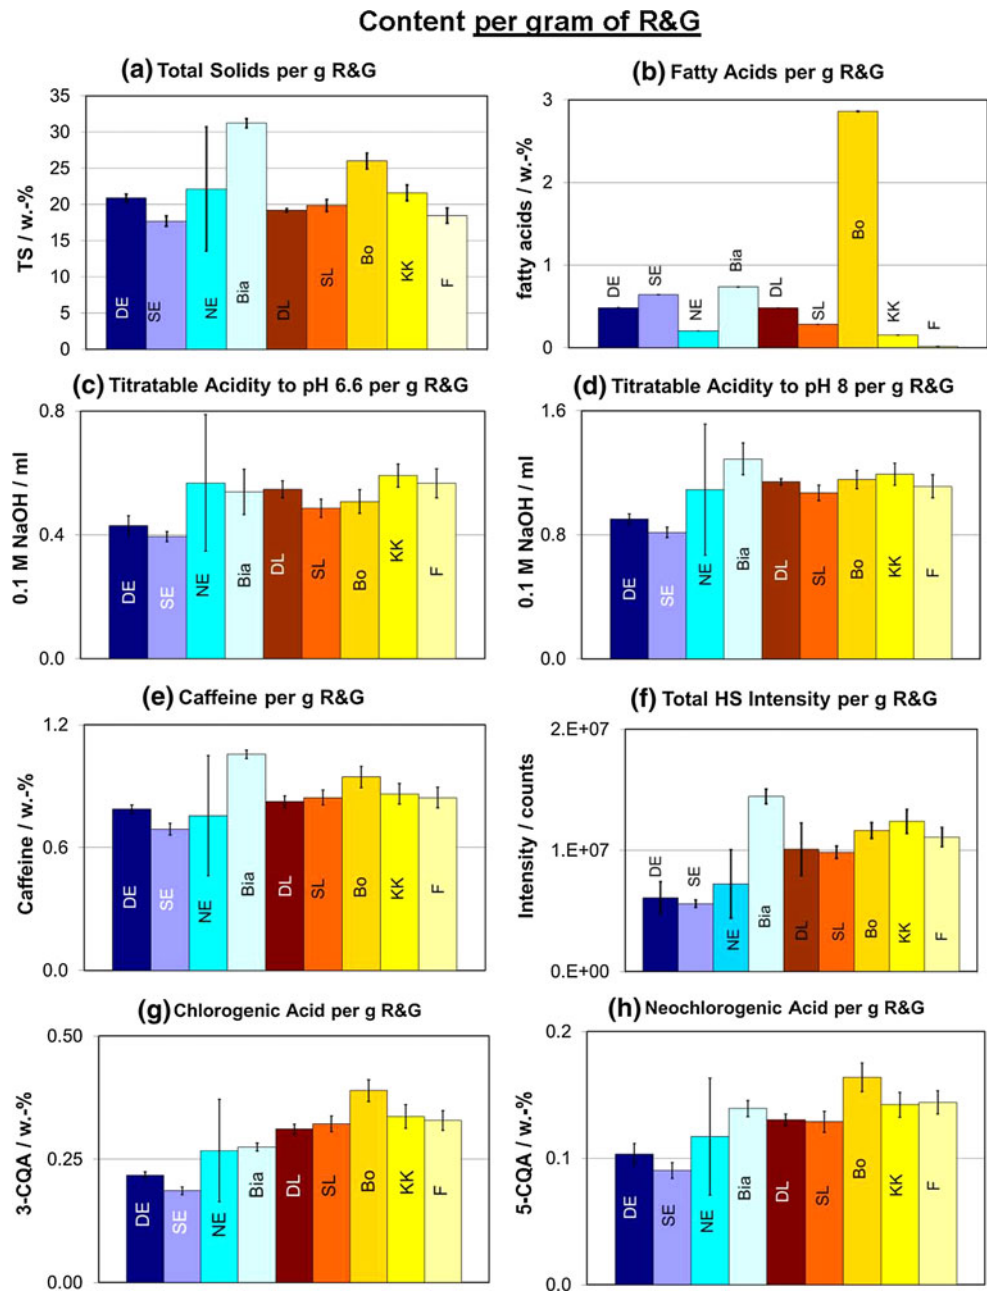 Content per gram of R&G
(a) Total Solids per g R&G
TS / w.-%
35
30
25
20
15
10
5
0
DE
SE
NE
Bia
DL
SL
Bo
KK
F
(b) Fatty Acids per g R&G
fatty acids / w.-%
3
2
1
0
DE
SE
NE
Bia
DL
SL
Bo
KK
F
(c) Titratable Acidity to pH 6.6 per g R&G
0.1 M NaOH / ml
0.8
0.4
0.0
DE
SE
NE
Bia
DL
SL
Bo
KK
F
(d) Titratable Acidity to pH 8 per g R&G
0.1 M NaOH / ml
1.6
0.8
0.0
DE
SE
NE
Bia
DL
SL
Bo
KK
F
(e) Caffeine per g R&G
Caffeine / w.-%
1.2
0.6
0.0
DE
SE
NE
Bia
DL
SL
Bo
KK
F
(f) Total HS Intensity per g R&G
Intensity / counts
2.E+07
1.E+07
0.E+00
DE
SE
NE
Bia
DL
SL
Bo
KK
F
(g) Chlorogenic Acid per g R&G
3-CQA / w.-%
0.50
0.25
0.00
DE
SE
NE
Bia
DL
SL
Bo
KK
F
(h) Neochlorogenic Acid per g R&G
5-CQA / w.-%
0.2
0.1
0.0
DE
SE
NE
Bia
DL
SL
Bo
KK
F